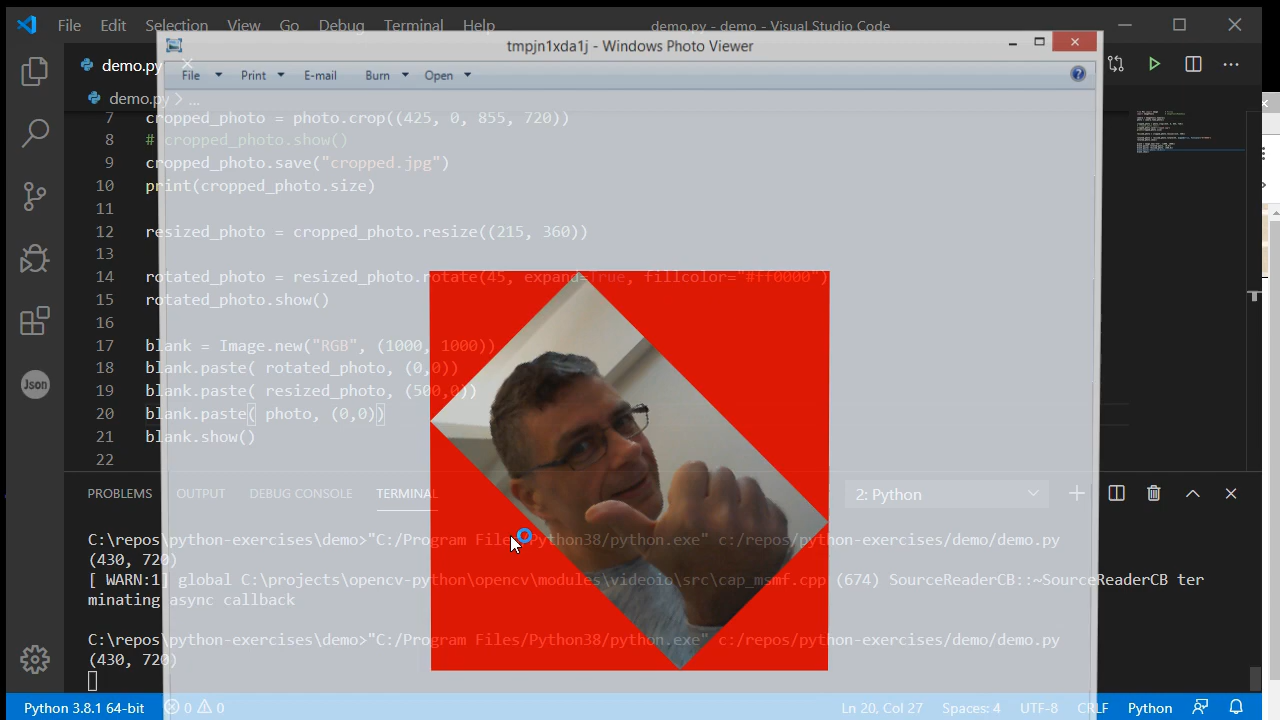 File Edit Selection View Go Debug Terminal Help demo.py - demo - Visual Studio Code
tmpjn1xda1j - Windows Photo Viewer
demo.py
File Print E-mail Burn Open
demo.py > ...
7 cropped_photo = photo.crop((425, 0, 855, 720))
8 # cropped_photo.show()
9 cropped_photo.save("cropped.jpg")
10 print(cropped_photo.size)
11
12 resized_photo = cropped_photo.resize((215, 360))
13
14 rotated_photo = resized_photo.rotate(45, expand=True, fillcolor="#ff0000")
15 rotated_photo.show()
16
17 blank = Image.new("RGB", (1000, 1000))
18 blank.paste( rotated_photo, (0,0))
19 blank.paste( resized_photo, (500,0))
20 blank.paste( photo, (0,0))
21 blank.show()
22
Json
PROBLEMS OUTPUT DEBUG CONSOLE TERMINAL 2: Python
C:\repos\python-exercises\demo>"C:/Program Files/Python38/python.exe" c:/repos/python-exercises/demo/demo.py
(430, 720)
[ WARN:1] global C:\projects\opencv-python\opencv\modules\videoio\src\cap_msmf.cpp (674) SourceReaderCB::~SourceReaderCB ter
minating async callback
C:\repos\python-exercises\demo>"C:/Program Files/Python38/python.exe" c:/repos/python-exercises/demo/demo.py
(430, 720)
Python 3.8.1 64-bit 0 0 Ln 20, Col 27 Spaces: 4 UTF-8 CRLF Python